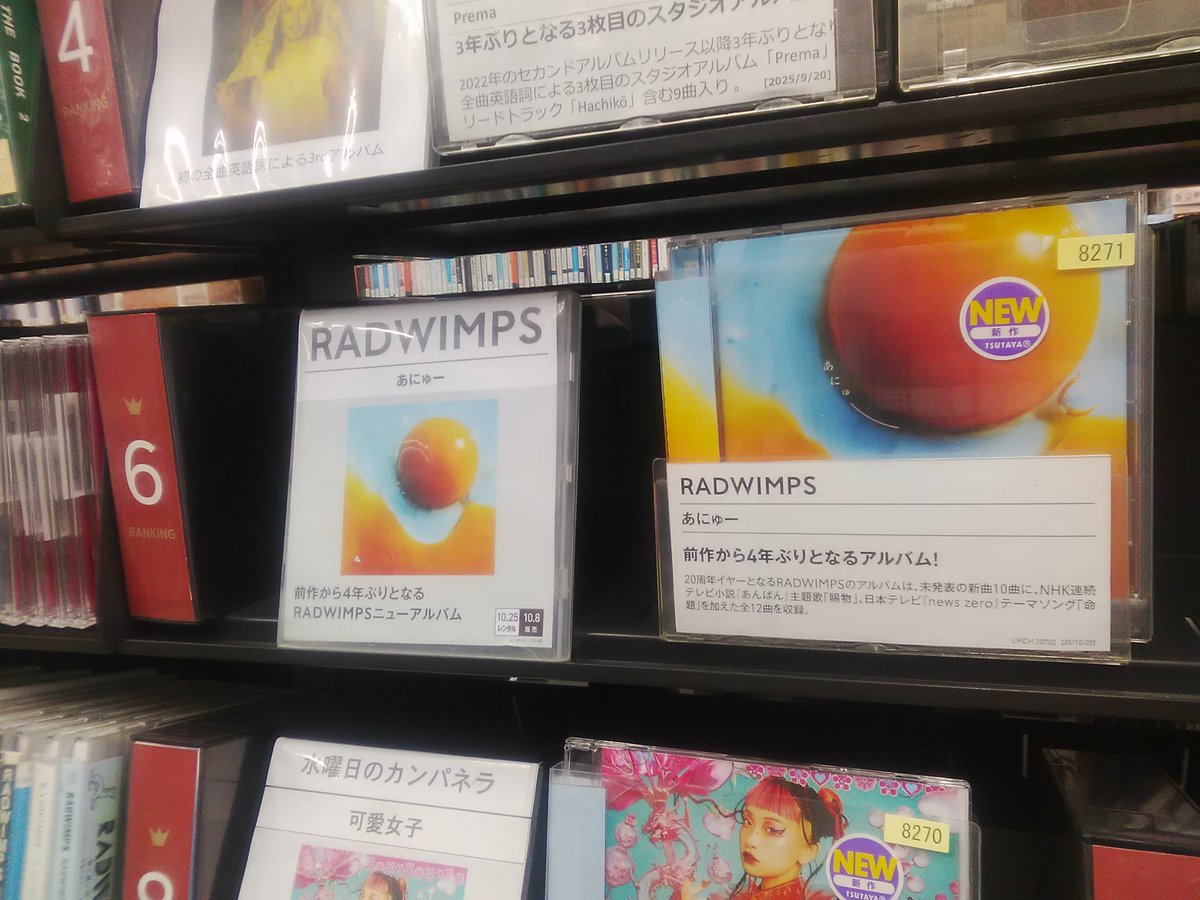 THE BOOK 2
4
RANKING
初の全曲英語詞による3rdアルバム
Prema
3年ぶりとなる3枚目のスタジオアルバム
2022年のセカンドアルバムリリース以降3年ぶりとなり
全曲英語詞による3枚目のスタジオアルバム「Prema」
リードトラック「Hachikō」含む9曲入り。 [2025/9/20]
6
RANKING
RADWIMPS
あにゅー
前作から4年ぶりとなる
RADWIMPSニューアルバム
10.25 レンタル
10.8 販売
8271
NEW
新作
TSUTAYA®
あにゅ
RADWIMPS
あにゅー
前作から4年ぶりとなるアルバム!
20周年イヤーとなるRADWIMPSのアルバムは、未発表の新曲10曲に、NHK連続
テレビ小説『あんぱん』主題歌「賜物」、日本テレビ『news zero』テーマソング「命
題」を加えた全12曲を収録。
UPCH 20702 [25/10/25]
水曜日のカンパネラ
可愛女子
8270
NEW
新作
TSUTAYA®
RADWIMPS